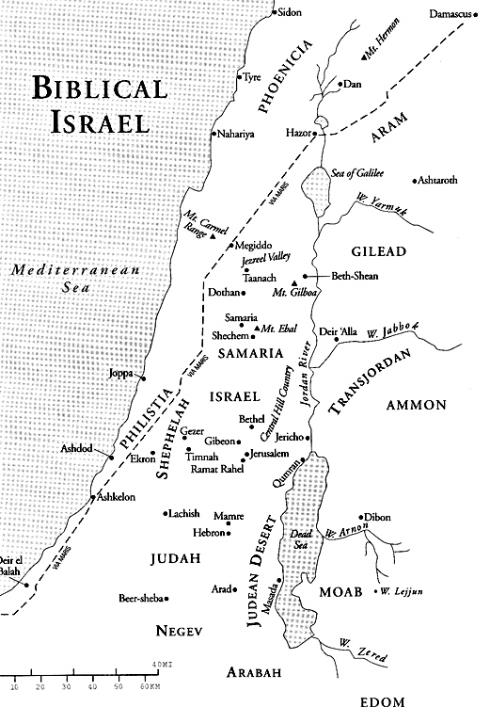 Sidon
Damascus
Mt. Hermon
PHOENICIA
Tyre
Dan
BIBLICAL
ISRAEL
Nahariya
Hazor
ARAM
Sea of Galilee
Ashtaroth
VIA MARIS
W. Yarmuk
Mt. Carmel
Range
Megiddo
Jezreel Valley
GILEAD
Mediterranean
Sea
Taanach
Beth-Shean
Dothan
Mt. Gilboa
Samaria
Mt. Ebal
Shechem
Deir 'Alla
W. Jabbok
SAMARIA
VIA MARIS
Jordan River
TRANSJORDAN
Joppa
ISRAEL
Central Hill Country
AMMON
PHILISTIA
SHEPHELAH
Bethel
Gezer
Gibeon
Jericho
Ashdod
Ekron
Timnah
Jerusalem
Ramat Rahel
Qumran
Ashkelon
Lachish
Mamre
Dibon
Hebron
Dead
Sea
W. Arnon
VIA MARIS
JUDAH
JUDEAN DESERT
Deir el
Balah
Arad
Masada
MOAB
W. Lejjun
Beer-sheba
NEGEV
W. Zered
40MI
ARABAH
10 20 30 40 50 60KM
EDOM